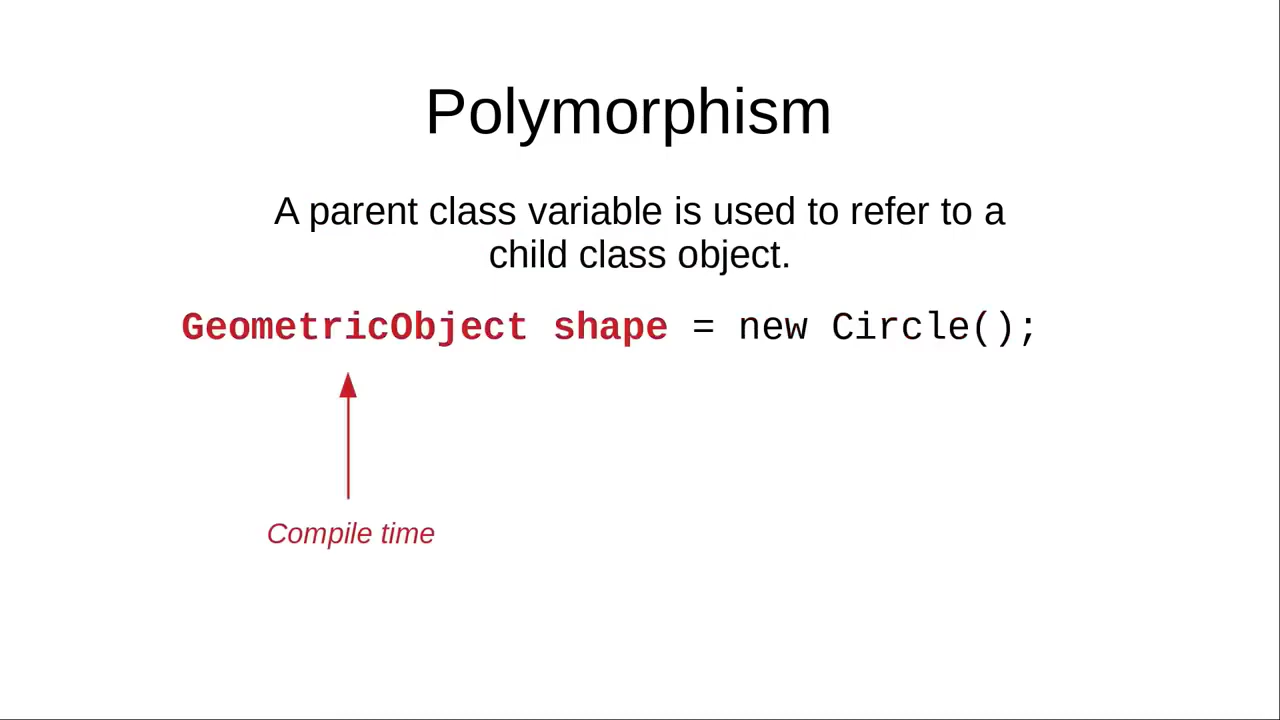 Polymorphism
A parent class variable is used to refer to a
child class object.
GeometricObject shape = new Circle();
Compile time